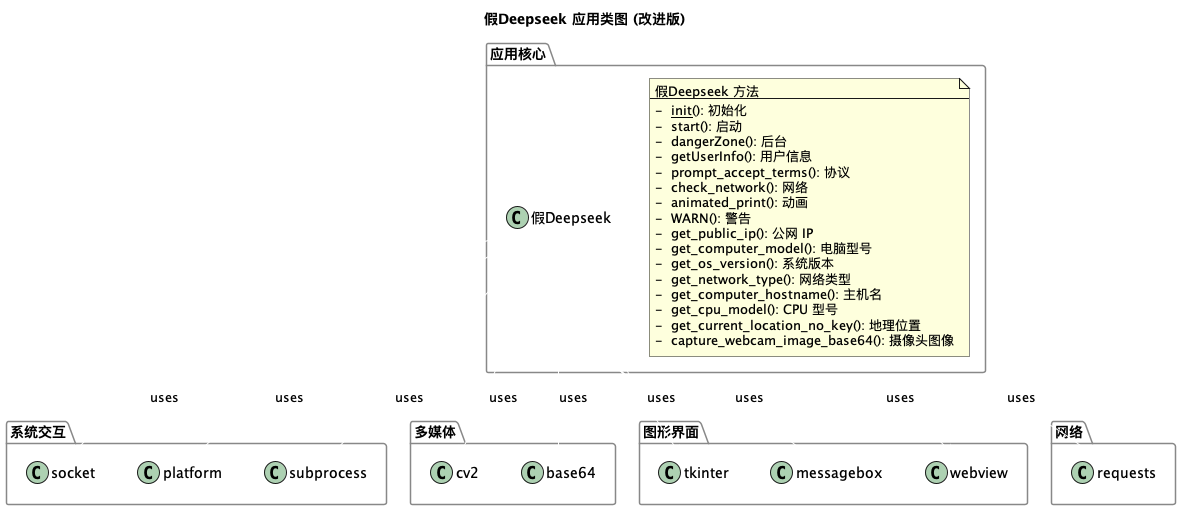 假Deepseek 应用类图 (改进版)
应用核心
假Deepseek
假Deepseek 方法
- init(): 初始化
- start(): 启动
- dangerZone(): 后台
- getUserInfo(): 用户信息
- prompt_accept_terms(): 协议
- check_network(): 网络
- animated_print(): 动画
- WARN(): 警告
- get_public_ip(): 公网 IP
- get_computer_model(): 电脑型号
- get_os_version(): 系统版本
- get_network_type(): 网络类型
- get_computer_hostname(): 主机名
- get_cpu_model(): CPU 型号
- get_current_location_no_key(): 地理位置
- capture_webcam_image_base64(): 摄像头图像
uses uses uses uses uses uses uses uses uses
系统交互
C socket C platform C subprocess
多媒体
C cv2 C base64
图形界面
C tkinter C messagebox C webview
网络
C requests